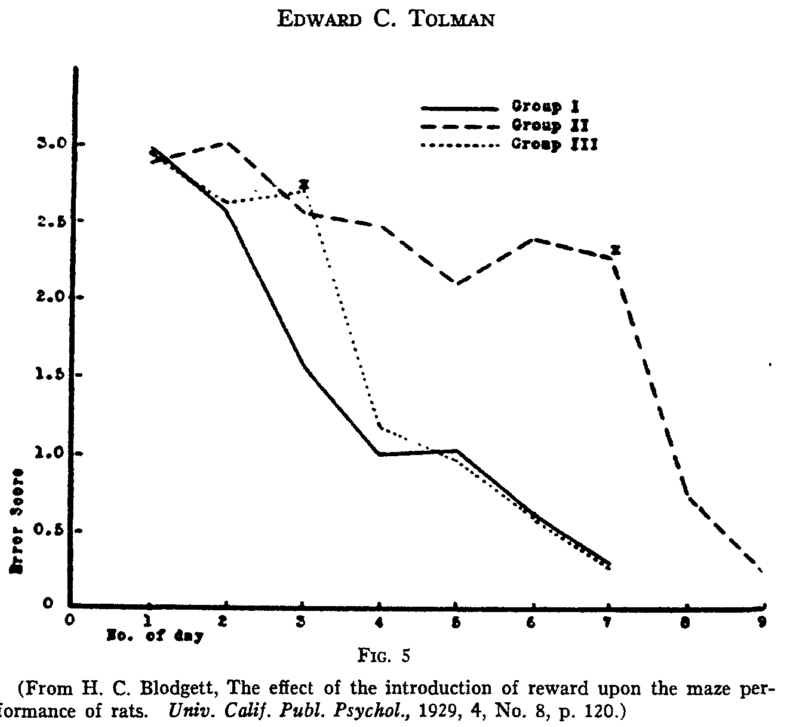 EDWARD C. TOLMAN
Group I
Group II
Group III
3.0
x
2.5
x
2.0
1.5
1.0
Error Score
0.5
0
0 1 2 3 4 5 6 7 8 9
No. of day
FIG. 5
(From H. C. Blodgett, The effect of the introduction of reward upon the maze per-
formance of rats. Univ. Calif. Publ. Psychol., 1929, 4, No. 8, p. 120.)